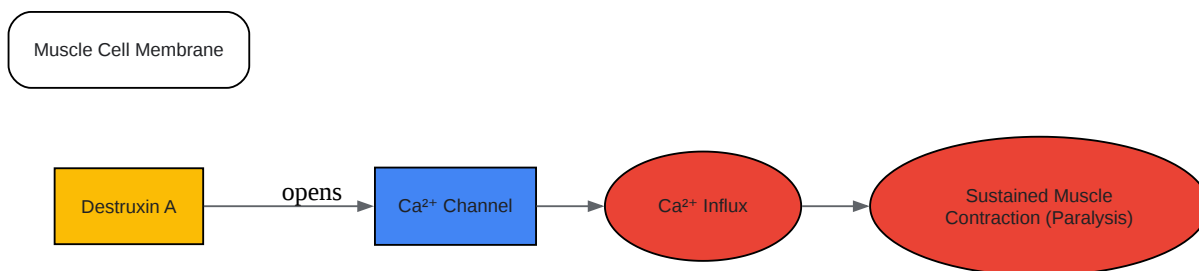 Muscle Cell Membrane
Destruxin A
opens
Ca²⁺ Channel
Ca²⁺ Influx
Sustained Muscle
Contraction (Paralysis)